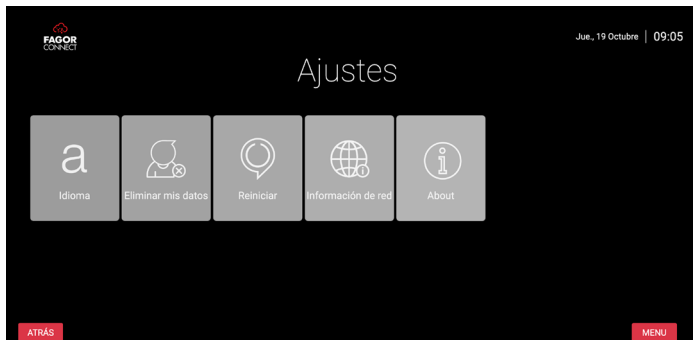 FAGOR
CONNECT
Jue., 19 Octubre | 09:05
Ajustes
a
Idioma
Eliminar mis datos
Reiniciar
Información de red
About
ATRÁS
MENU